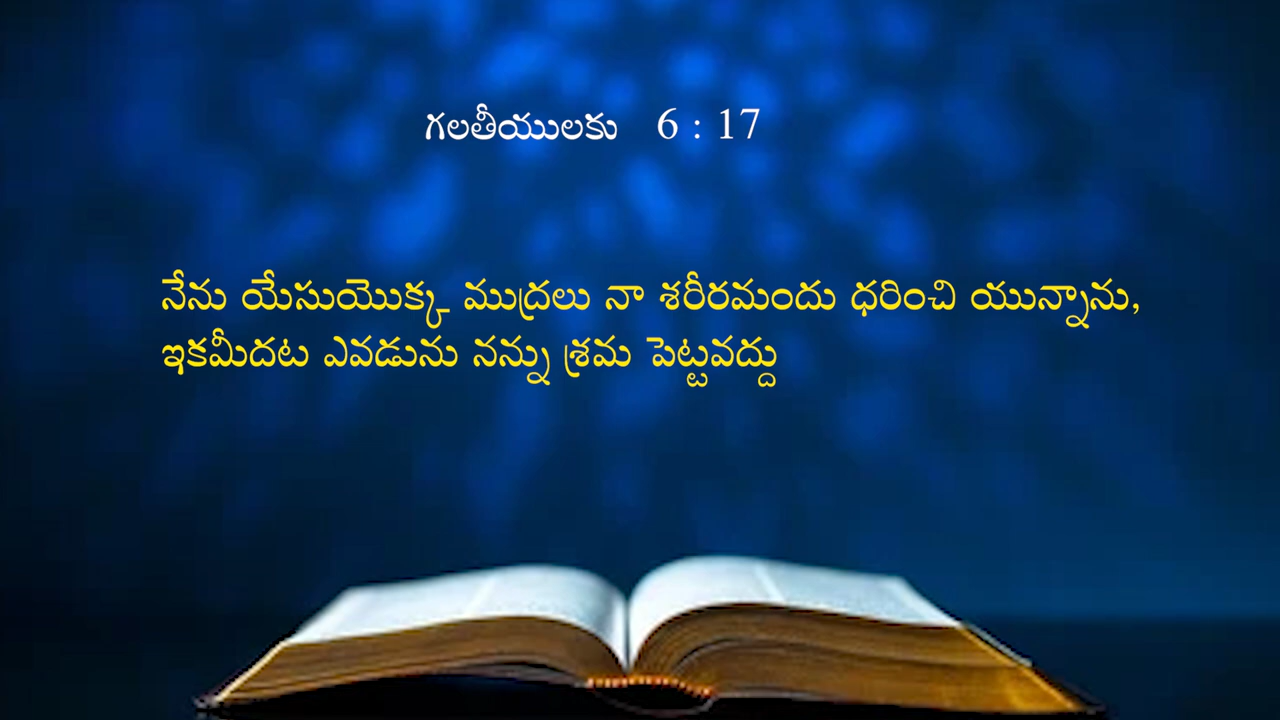 గలతీయులకు 6 : 17
నేను యేసుయొక్క ముద్రలు నా శరీరమందు ధరించి యున్నాను,
ఇకమీదట ఎవడును నన్ను శ్రమ పెట్టవద్దు